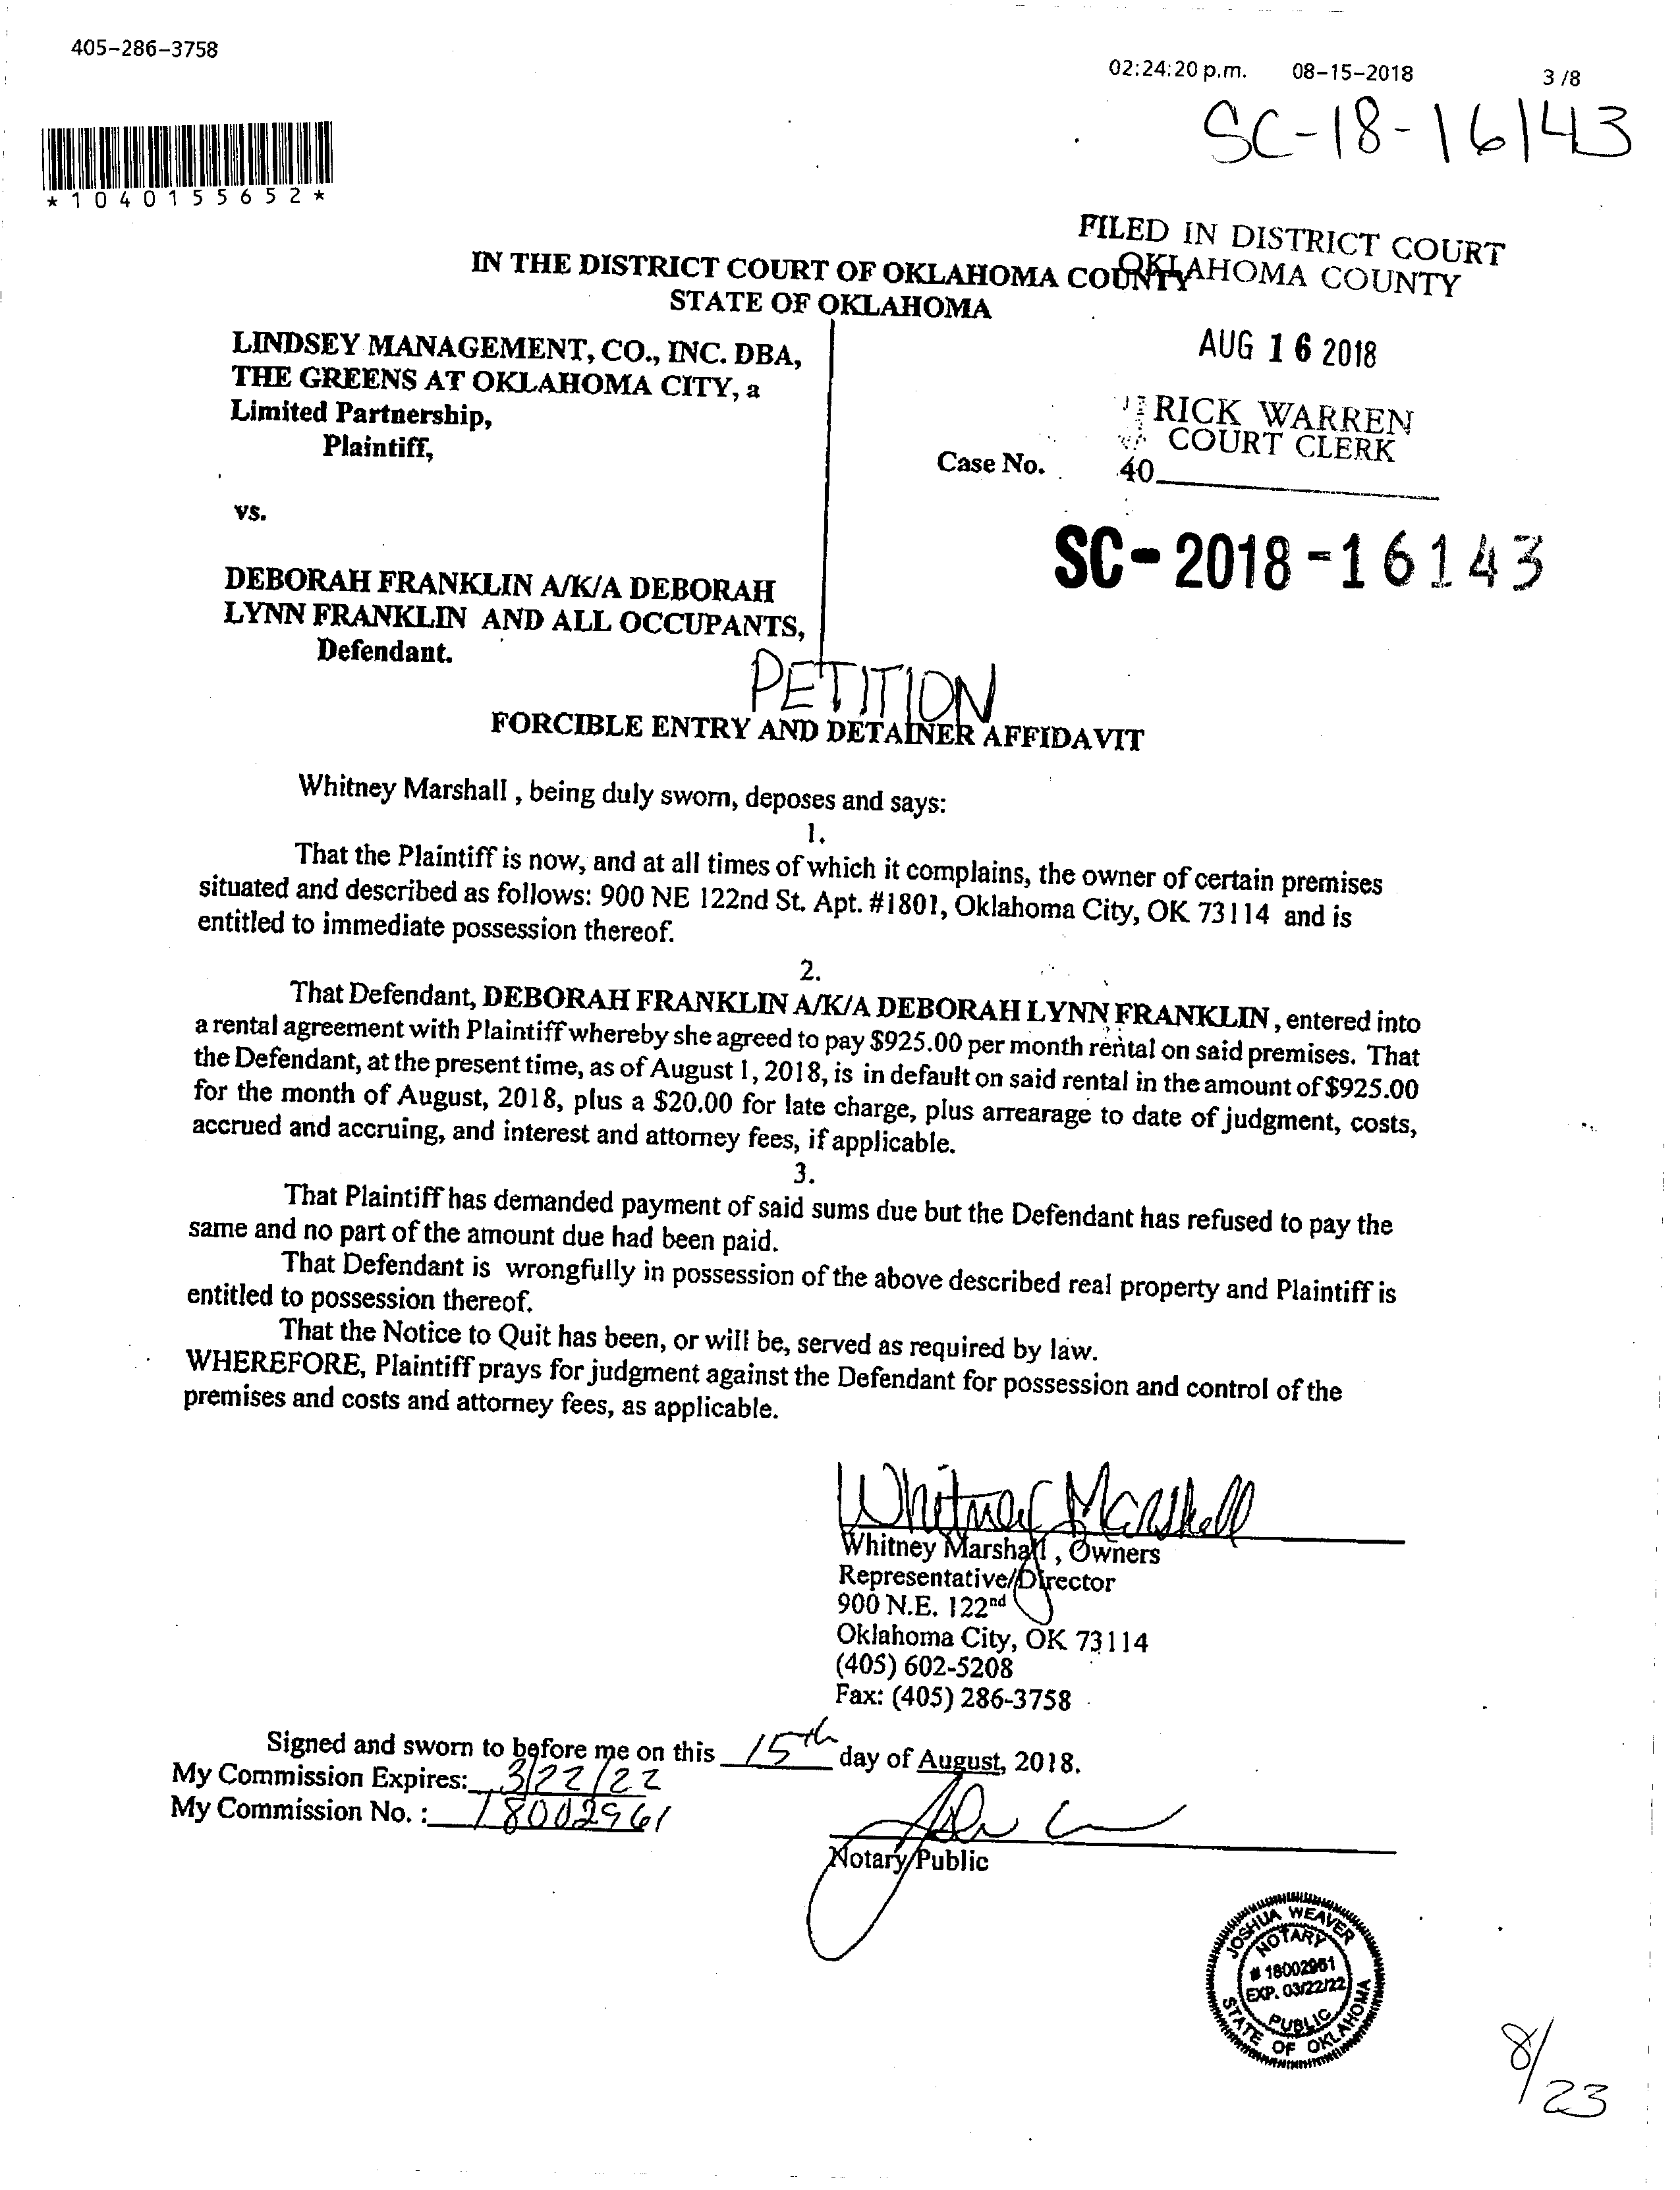 405-286-3758
02:24:20 p.m. 08-15-2018 3 /8
SC-18-16143
*1040155652*
FILED IN DISTRICT COURT
OKLAHOMA COUNTY
IN THE DISTRICT COURT OF OKLAHOMA COUNTY
STATE OF OKLAHOMA
LINDSEY MANAGEMENT, CO., INC. DBA,
THE GREENS AT OKLAHOMA CITY, a
Limited Partnership,
Plaintiff,
AUG 16 2018
RICK WARREN
COURT CLERK
Case No.
40
vs.
SC-2018-16143
DEBORAH FRANKLIN A/K/A DEBORAH
LYNN FRANKLIN AND ALL OCCUPANTS,
Defendant.
PETITION
FORCIBLE ENTRY AND DETAINER AFFIDAVIT
Whitney Marshall , being duly sworn, deposes and says:
1.
That the Plaintiff is now, and at all times of which it complains, the owner of certain premises
situated and described as follows: 900 NE 122nd St. Apt. #1801, Oklahoma City, OK 73114 and is
entitled to immediate possession thereof.
2.
That Defendant, DEBORAH FRANKLIN A/K/A DEBORAH LYNN FRANKLIN , entered into
a rental agreement with Plaintiff whereby she agreed to pay $925.00 per month rental on said premises. That
the Defendant, at the present time, as of August 1, 2018, is in default on said rental in the amount of $925.00
for the month of August, 2018, plus a $20.00 for late charge, plus arrearage to date of judgment, costs,
accrued and accruing, and interest and attorney fees, if applicable.
3.
That Plaintiff has demanded payment of said sums due but the Defendant has refused to pay the
same and no part of the amount due had been paid.
That Defendant is wrongfully in possession of the above described real property and Plaintiff is
entitled to possession thereof.
That the Notice to Quit has been, or will be, served as required by law.
WHEREFORE, Plaintiff prays for judgment against the Defendant for possession and control of the
premises and costs and attorney fees, as applicable.
Whitney Marshall
Whitney Marshall , Owners
Representative/Director
900 N.E. 122nd
Oklahoma City, OK 73114
(405) 602-5208
Fax: (405) 286-3758
Signed and sworn to before me on this 15th day of August, 2018.
My Commission Expires: 3/22/22
My Commission No. : 18002961
Notary Public
JOSHUA WEAVER
NOTARY
# 18002961
EXP. 03/22/22
PUBLIC
STATE OF OKLAHOMA
8/23